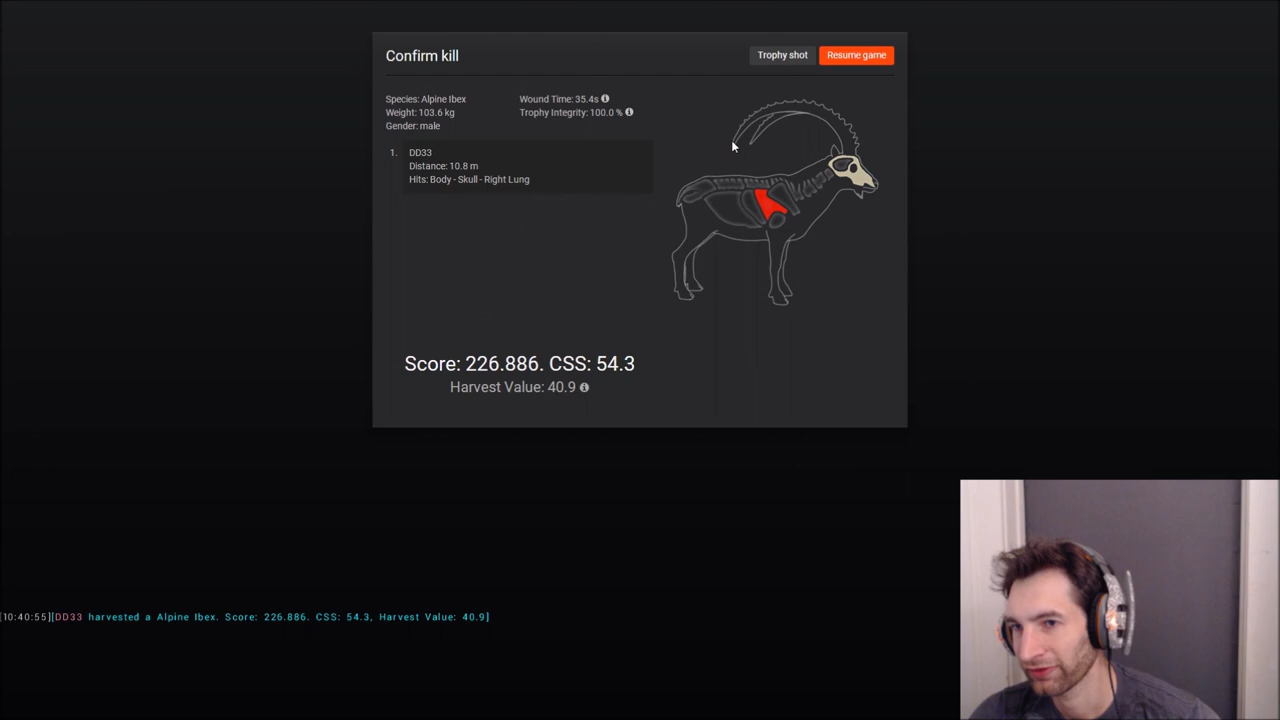 Confirm kill
Trophy shot
Resume game
Species: Alpine Ibex
Weight: 103.6 kg
Gender: male
Wound Time: 35.4s
Trophy Integrity: 100.0 %
1. DD33
Distance: 10.8 m
Hits: Body - Skull - Right Lung
Score: 226.886. CSS: 54.3
Harvest Value: 40.9
[10:40:55][DD33 harvested a Alpine Ibex. Score: 226.886. CSS: 54.3, Harvest Value: 40.9]